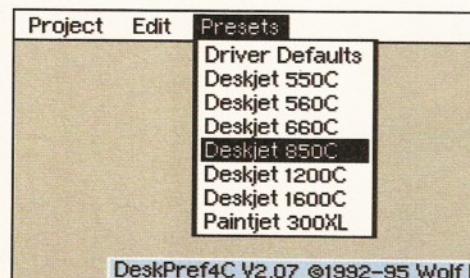 Project Edit Presets
Driver Defaults
Deskjet 550C
Deskjet 560C
Deskjet 660C
Deskjet 850C
Deskjet 1200C
Deskjet 1600C
Paintjet 300XL
DeskPref4C V2.07 ©1992-95 Wolf